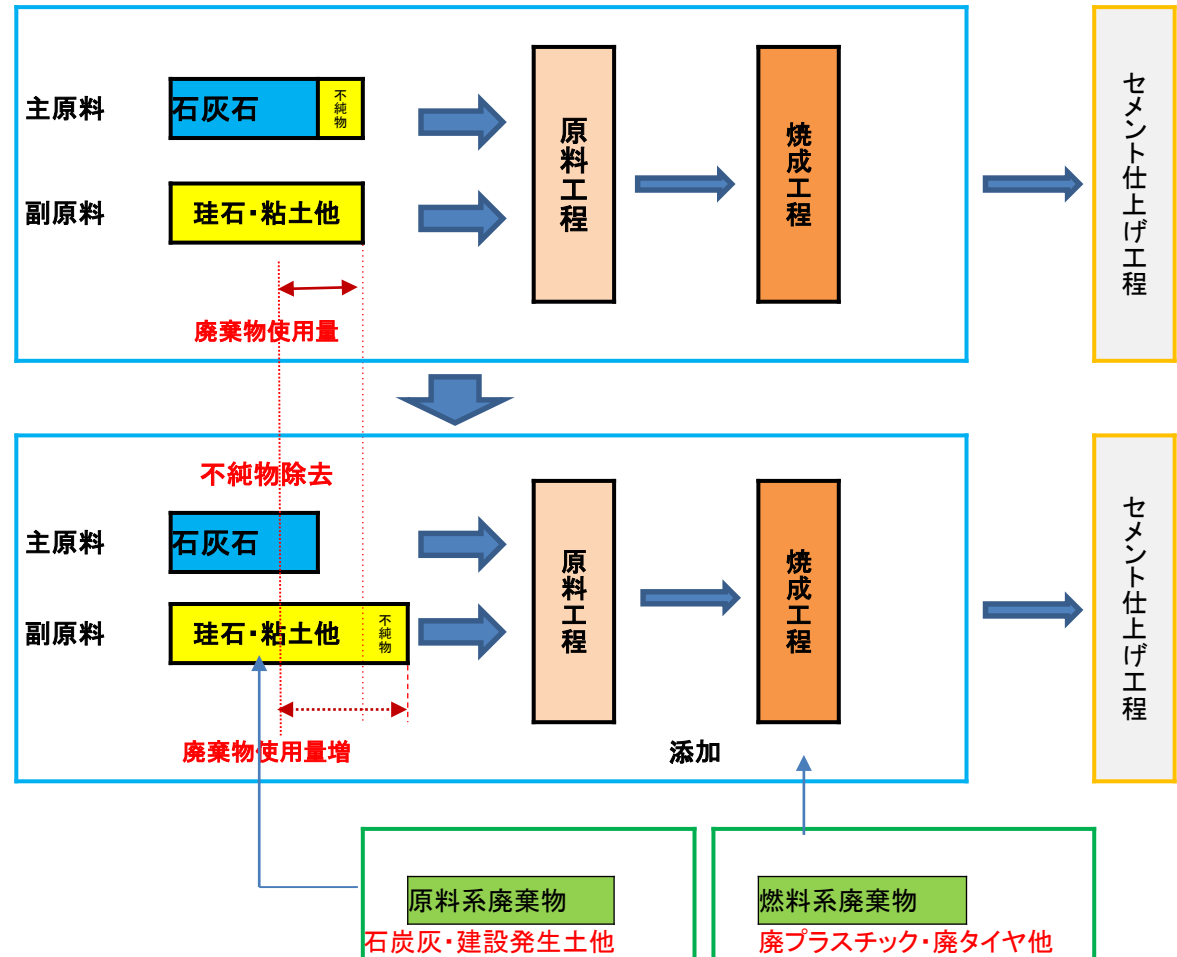 主原料
石灰石
不純物
副原料
珪石・粘土他
廃棄物使用量
原料工程
焼成工程
セメント仕上げ工程
不純物除去
主原料
石灰石
副原料
珪石・粘土他
不純物
廃棄物使用量増
原料工程
焼成工程
添加
セメント仕上げ工程
原料系廃棄物
石炭灰・建設発生土他
燃料系廃棄物
廃プラスチック・廃タイヤ他